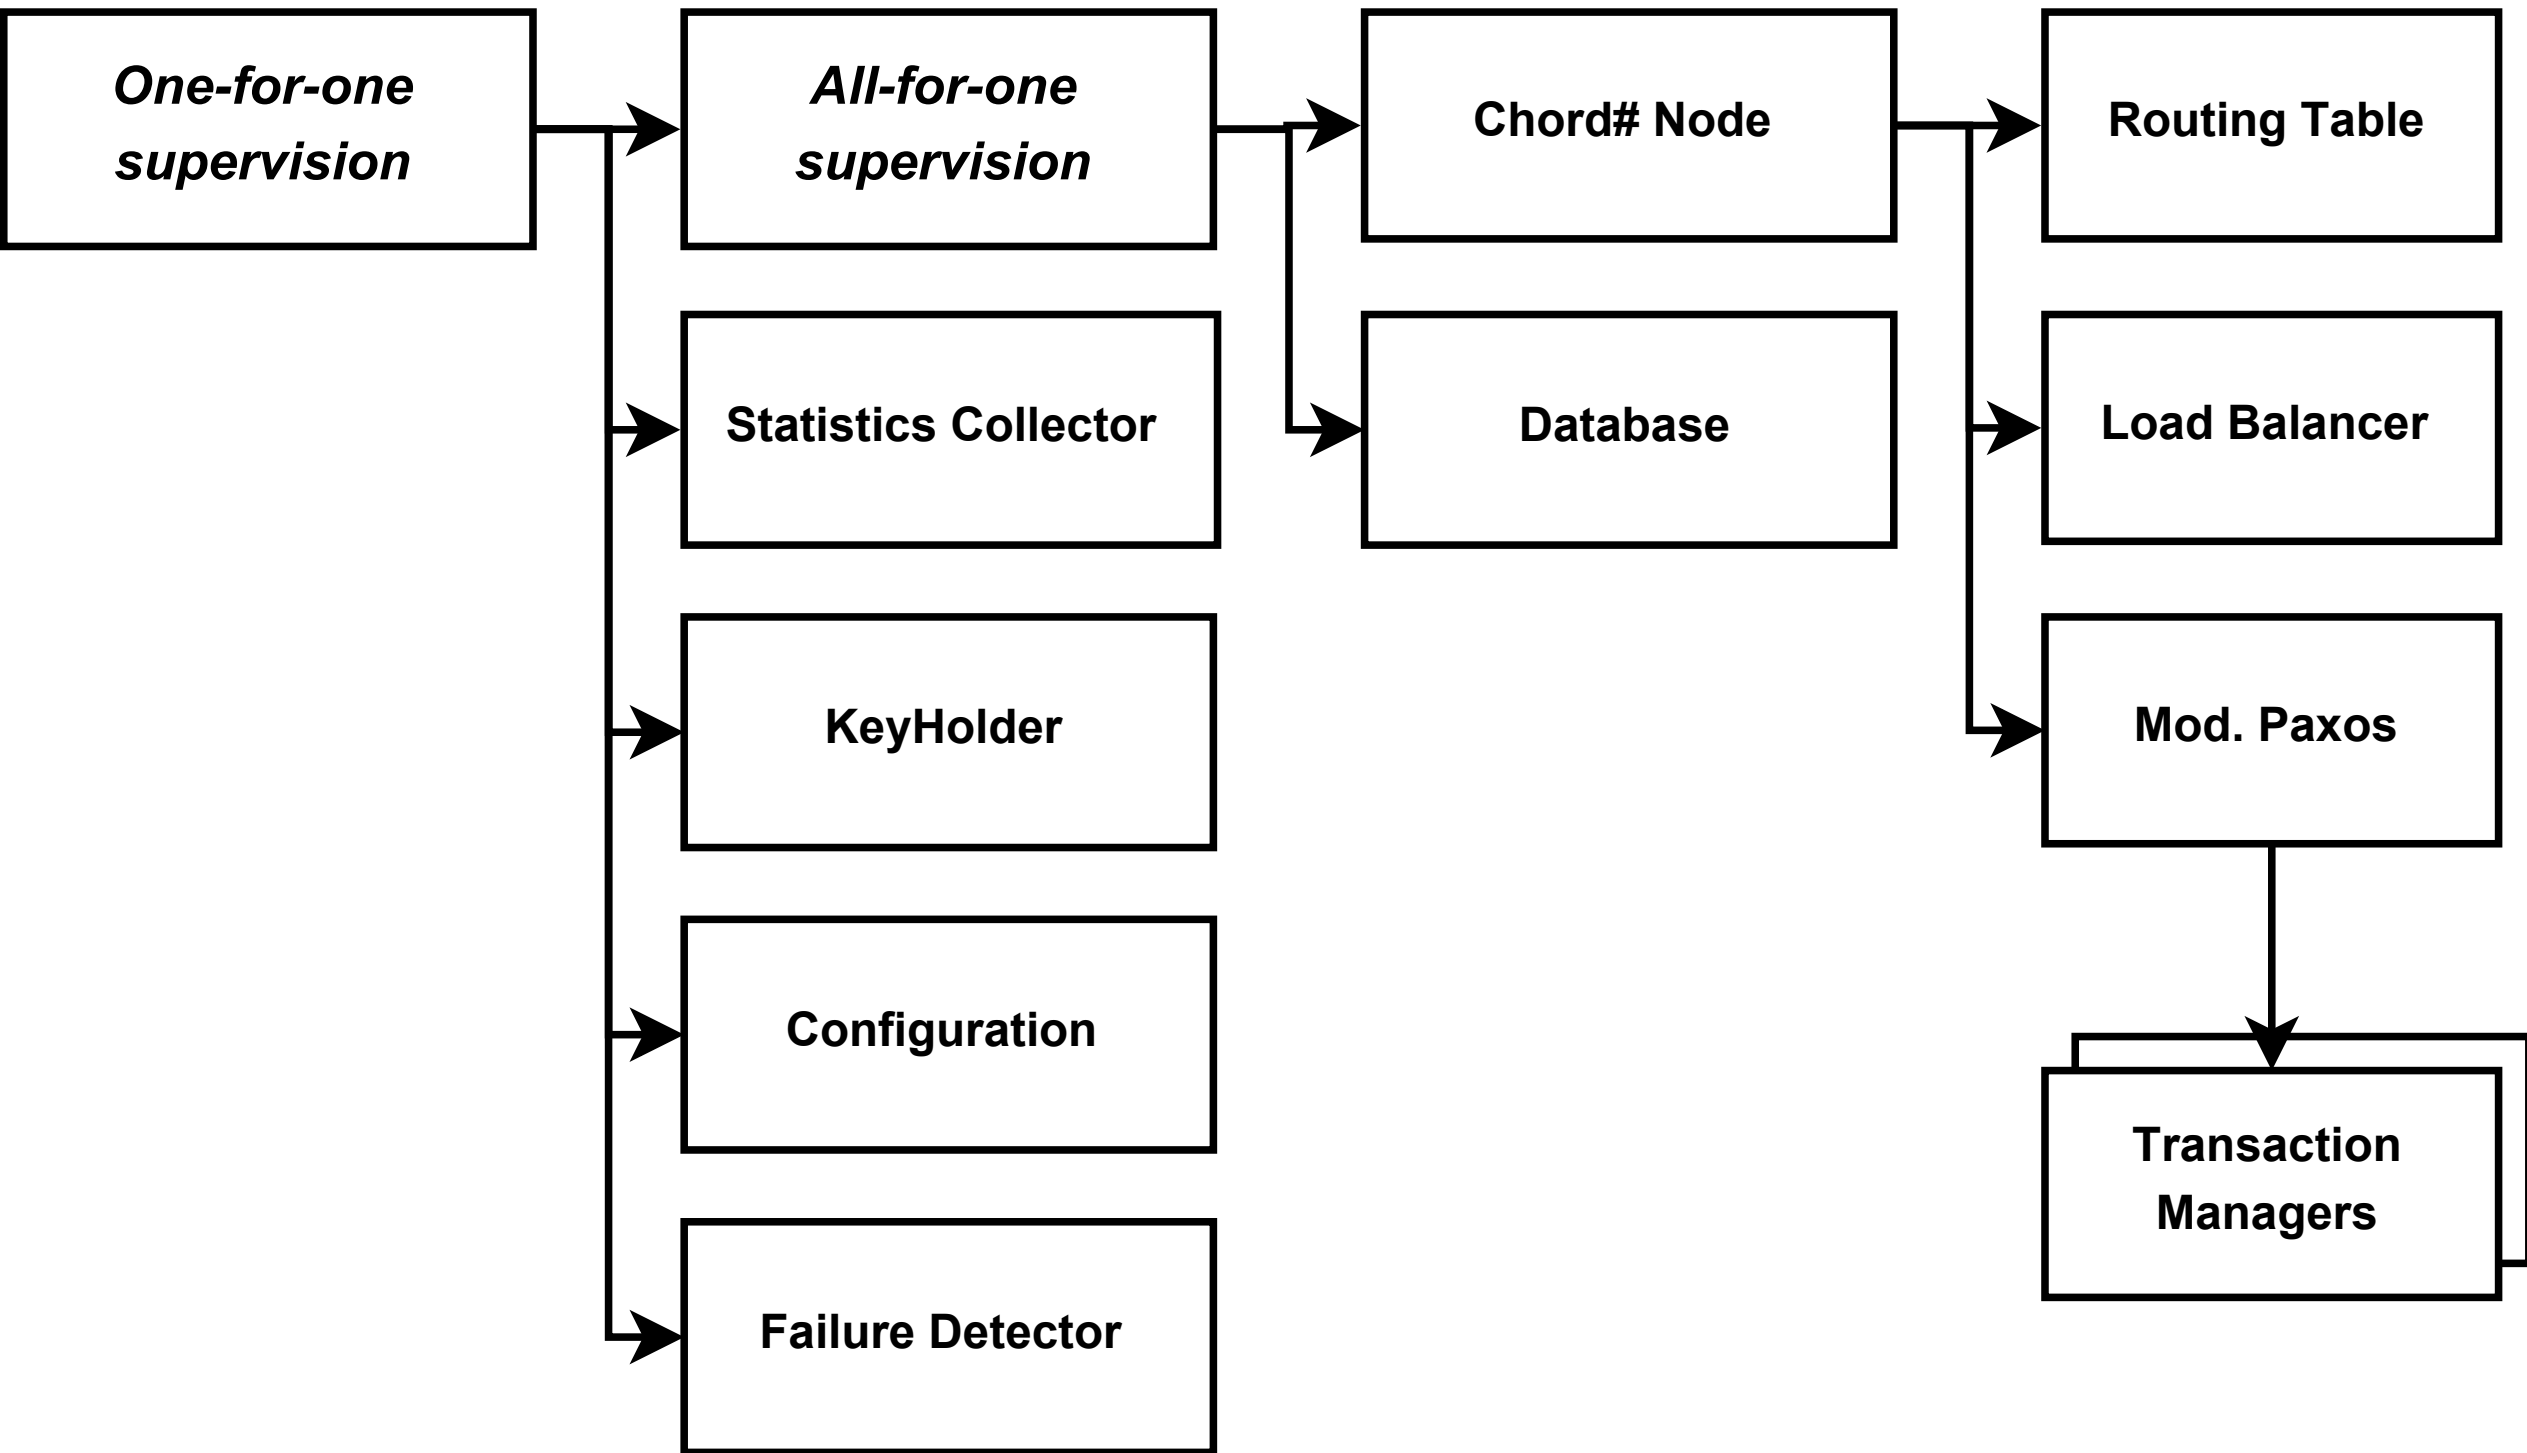 One-for-one
supervision
All-for-one
supervision
Chord# Node
Routing Table
Statistics Collector
Database
Load Balancer
KeyHolder
Mod. Paxos
Configuration
Transaction
Managers
Failure Detector